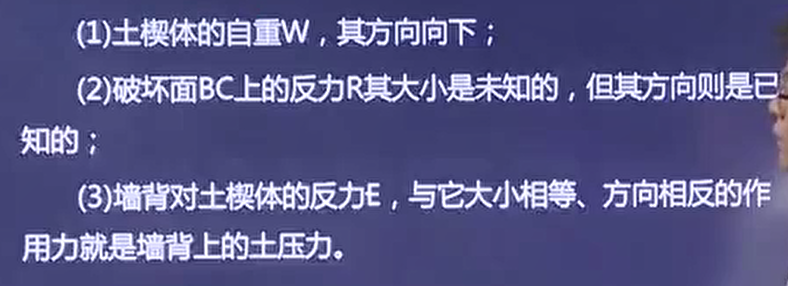 (1)土楔体的自重W，其方向向下；
(2)破坏面BC上的反力R其大小是未知的，但其方向则是已
知的；
(3)墙背对土楔体的反力E，与它大小相等、方向相反的作
用力就是墙背上的土压力。